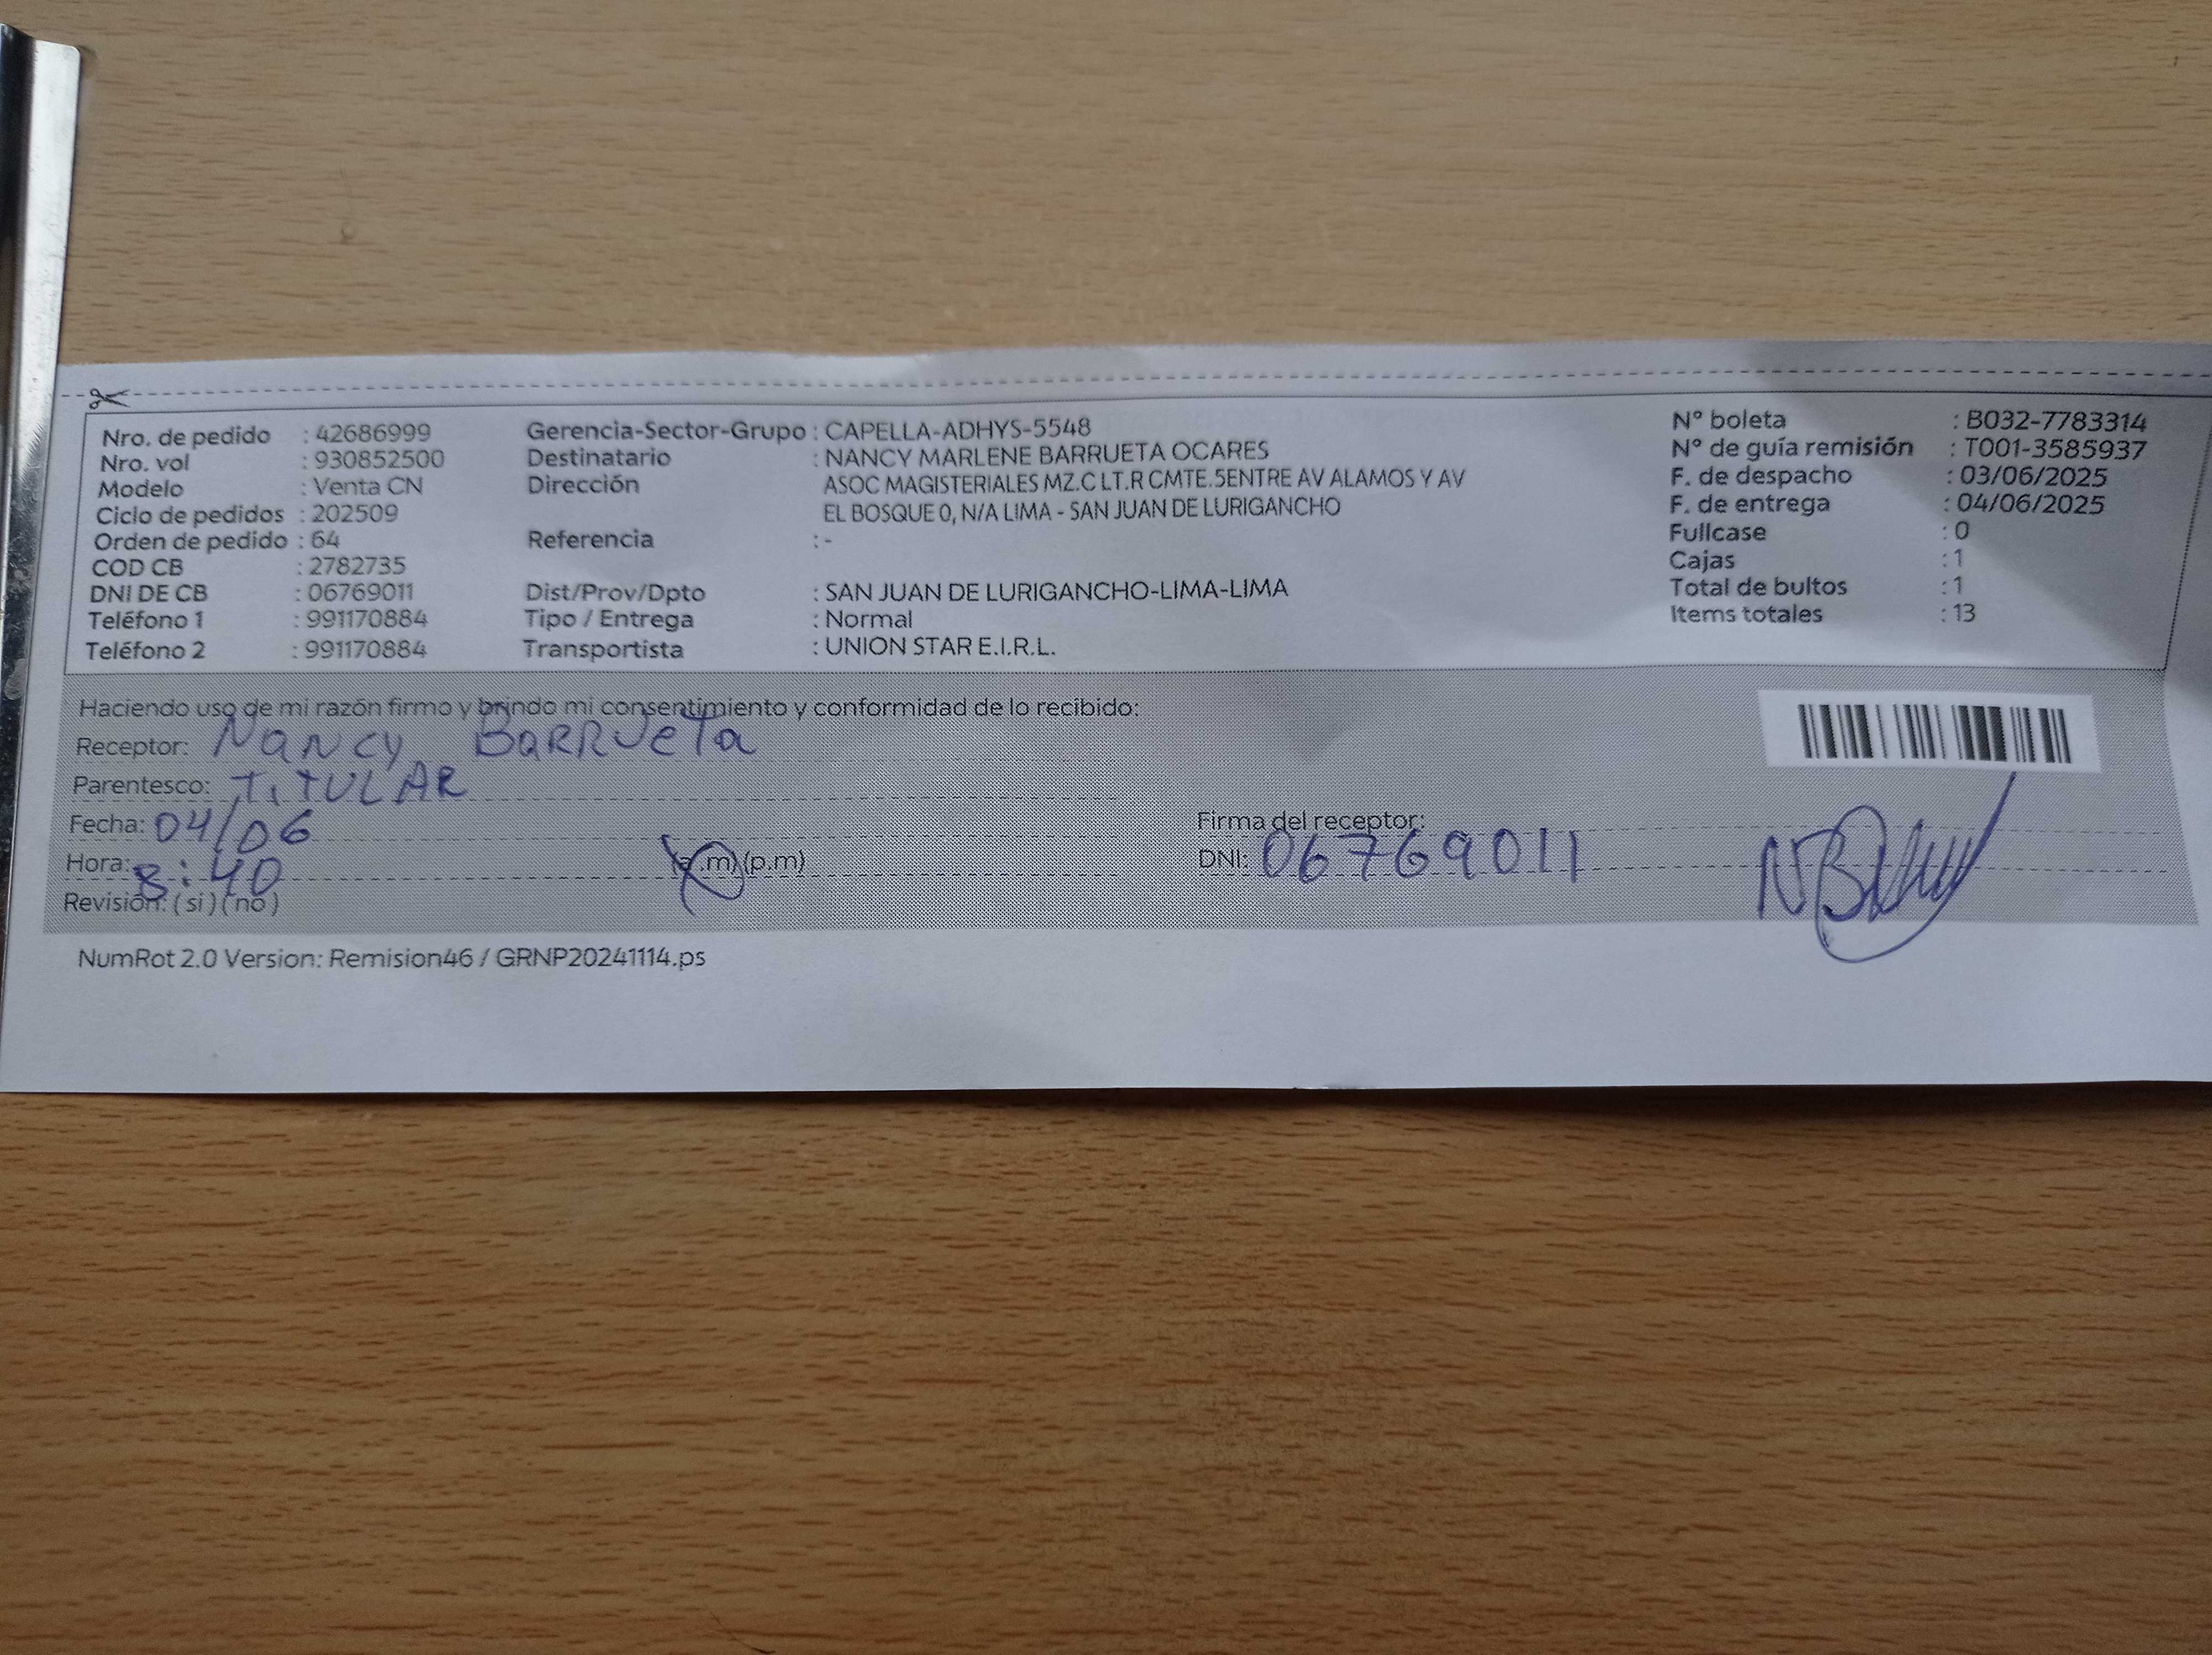 Nro. de pedido : 42686999
Nro. vol : 930852500
Modelo : Venta CN
Ciclo de pedidos : 202509
Orden de pedido : 64
COD CB : 2782735
DNI DE CB : 06769011
Teléfono 1 : 991170884
Teléfono 2 : 991170884
Gerencia-Sector-Grupo : CAPELLA-ADHYS-5548
Destinatario : NANCY MARLENE BARRUETA OCARES
Dirección ASOC MAGISTERIALES MZ.C LT.R CMTE.5ENTRE AV ALAMOS Y AV
EL BOSQUE 0, N/A LIMA - SAN JUAN DE LURIGANCHO
Referencia : -
Dist/Prov/Dpto : SAN JUAN DE LURIGANCHO-LIMA-LIMA
Tipo / Entrega : Normal
Transportista : UNION STAR E.I.R.L.
N° boleta : B032-7783314
N° de guía remisión : T001-3585937
F. de despacho : 03/06/2025
F. de entrega : 04/06/2025
Fullcase : 0
Cajas : 1
Total de bultos : 1
Items totales : 13
Haciendo uso de mi razón firmo y brindo mi consentimiento y conformidad de lo recibido:
Receptor: Nancy Barrueta
Parentesco: TITULAR
Fecha: 04/06
Hora: 8:40 (a.m) (p.m)
Revisión: (si) (no)
Firma del receptor:
DNI: 06769011
NumRot 2.0 Version: Remision46 / GRNP20241114.ps